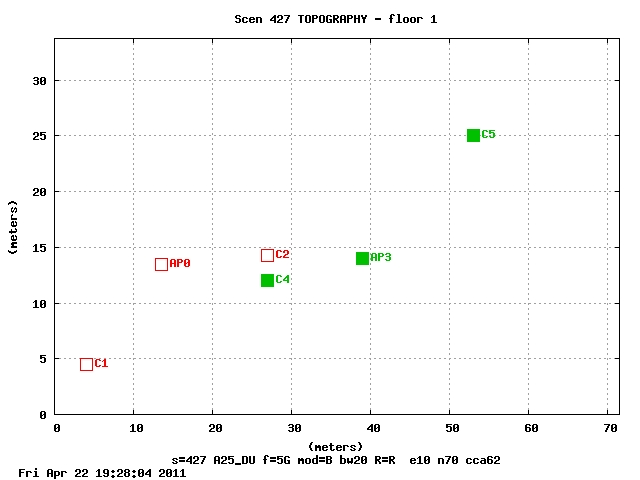 Scen 427 TOPOGRAPHY - floor 1
30
25
20
15
10
5
0
(meters)
C5
C2
AP3
AP0
C4
C1
0 10 20 30 40 50 60 70
(meters)
s=427 A25_DU f=5G mod=B bw20 R=R  e10 n70 cca62
Fri Apr 22 19:28:04 2011